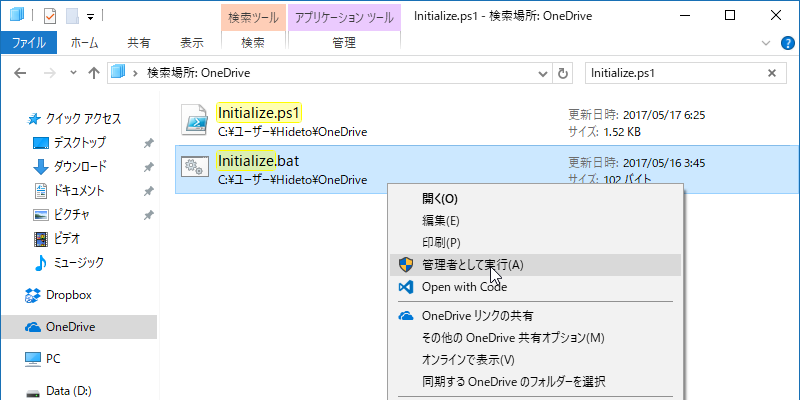 検索ツール アプリケーション ツール Initialize.ps1 - 検索場所: OneDrive
ファイル ホーム 共有 表示 検索 管理
検索場所: OneDrive Initialize.ps1
クイック アクセス
デスクトップ
ダウンロード
ドキュメント
ピクチャ
ビデオ
ミュージック
Dropbox
OneDrive
PC
Data (D:)
Initialize.ps1 更新日時: 2017/05/17 6:25
C:¥ユーザー¥Hideto¥OneDrive サイズ: 1.52 KB
Initialize.bat 更新日時: 2017/05/16 3:45
C:¥ユーザー¥Hideto¥OneDrive サイズ: 102 バイト
開く(O)
編集(E)
印刷(P)
管理者として実行(A)
Open with Code
OneDrive リンクの共有
その他の OneDrive 共有オプション(M)
オンラインで表示(V)
同期する OneDrive のフォルダーを選択